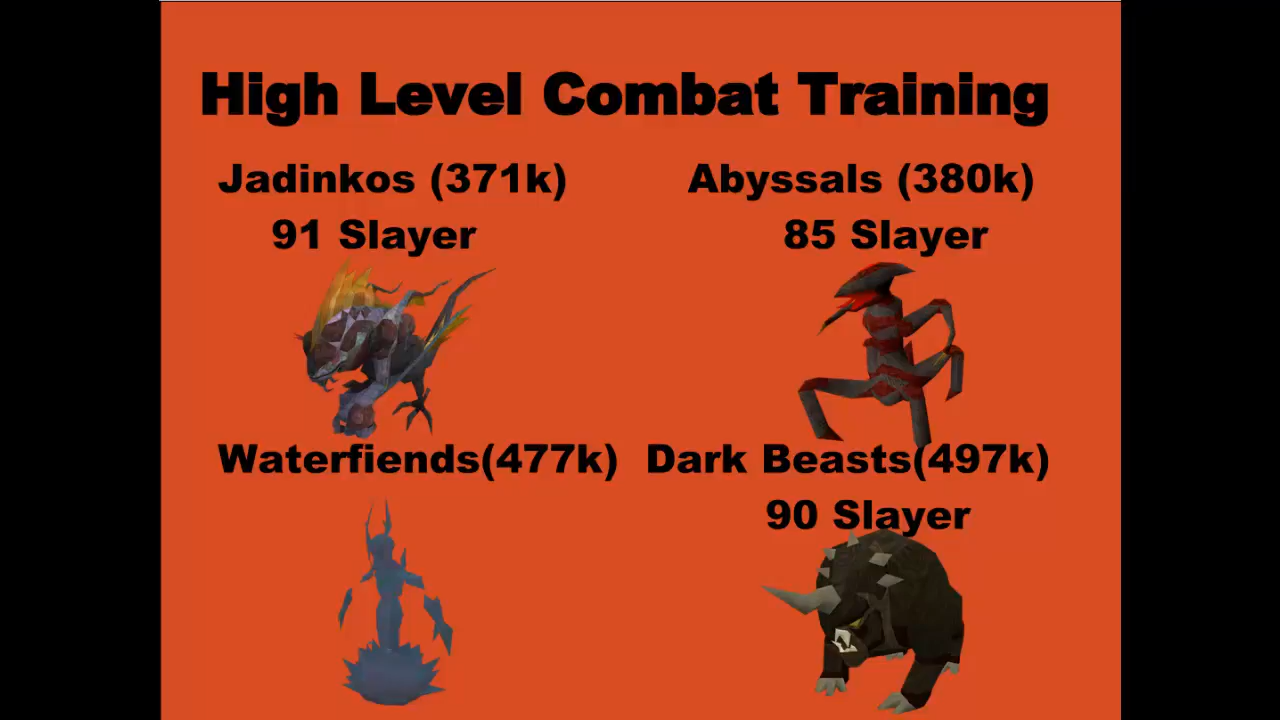 High Level Combat Training
Jadinkos (371k)
91 Slayer
Abyssals (380k)
85 Slayer
Waterfiends(477k)
Dark Beasts(497k)
90 Slayer